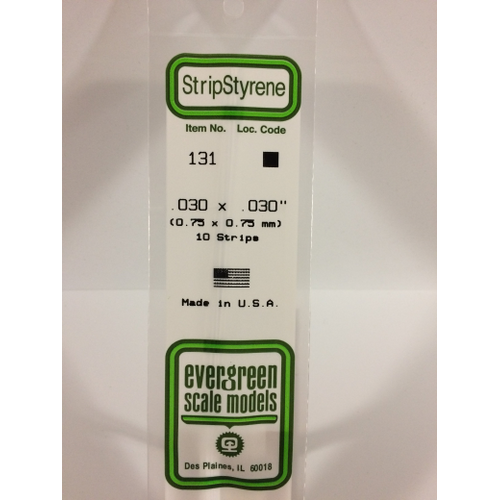 StripStyrene
Item No. Loc. Code
131
.030 x .030"
(0.75 x 0.75 mm)
10 Strips
Made in U.S.A.
evergreen
scale models
Des Plaines, IL 60018